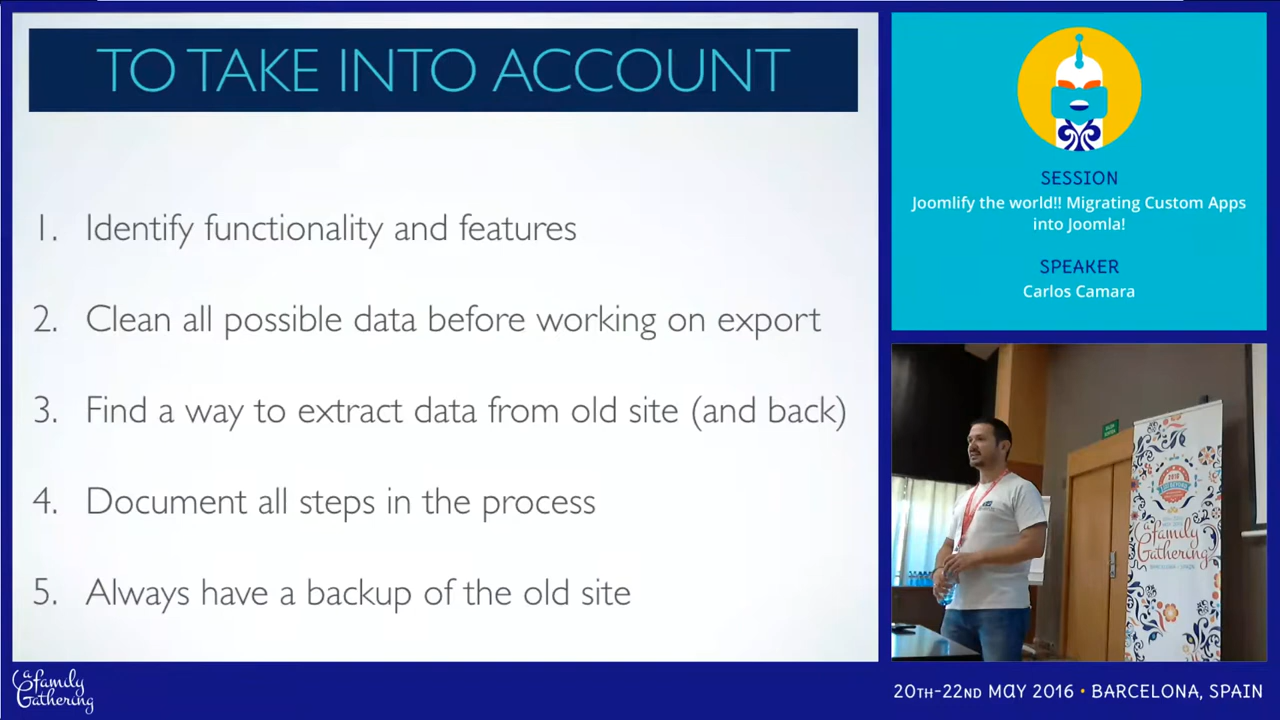 TO TAKE INTO ACCOUNT
1. Identify functionality and features
2. Clean all possible data before working on export
3. Find a way to extract data from old site (and back)
4. Document all steps in the process
5. Always have a backup of the old site
SESSION
Joomlify the world!! Migrating Custom Apps
into Joomla!
SPEAKER
Carlos Camara
a
family
Gathering
a
family
Gathering
20TH-22ND MAY 2016 • BARCELONA, SPAIN